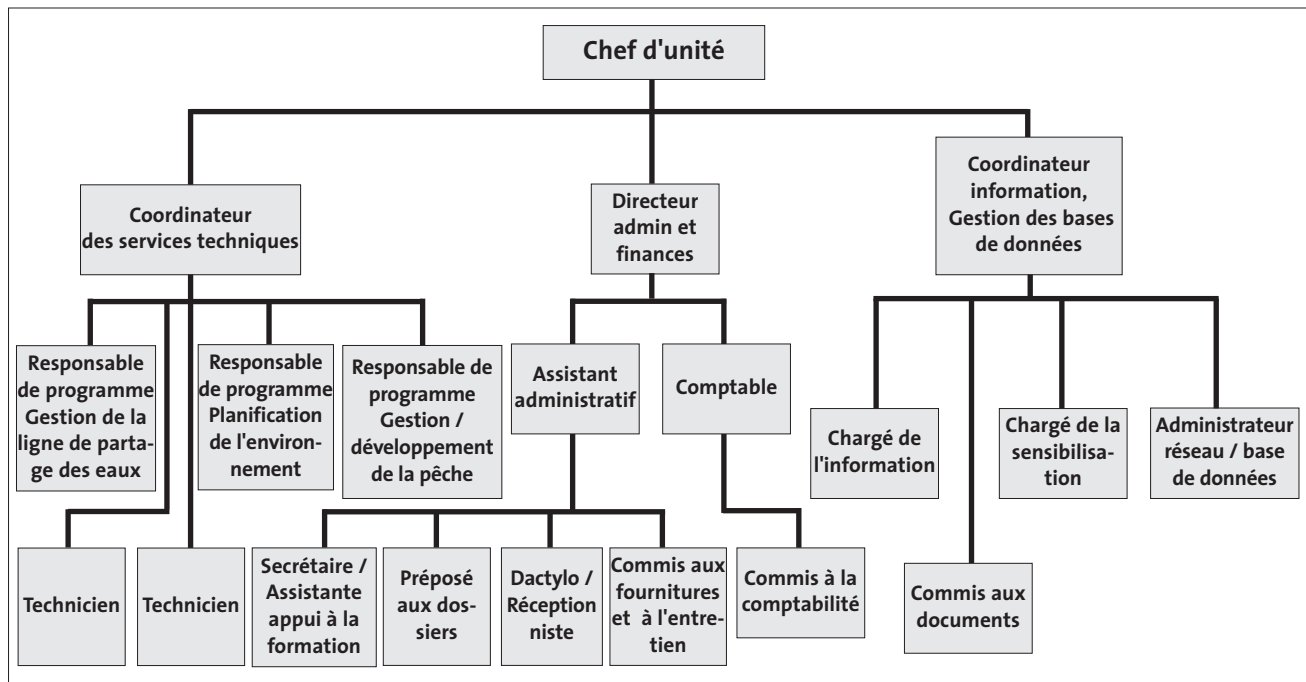 Chef d'unité
Coordinateur
des services techniques
Directeur
admin et
finances
Coordinateur
information,
Gestion des bases
de données
Responsable
de programme
Gestion de la
ligne de parta-
ge des eaux
Responsable
de programme
Planification
de l'environ-
nement
Responsable de
programme
Gestion /
développement
de la pêche
Assistant
administratif
Comptable
Chargé de
l'information
Chargé de la
sensibilisa-
tion
Administrateur
réseau / base
de données
Technicien
Technicien
Secrétaire /
Assistante
appui à la
formation
Préposé
aux dos-
siers
Dactylo /
Réception
niste
Commis aux
fournitures
et à l'entre-
tien
Commis à la
comptabilité
Commis aux
documents